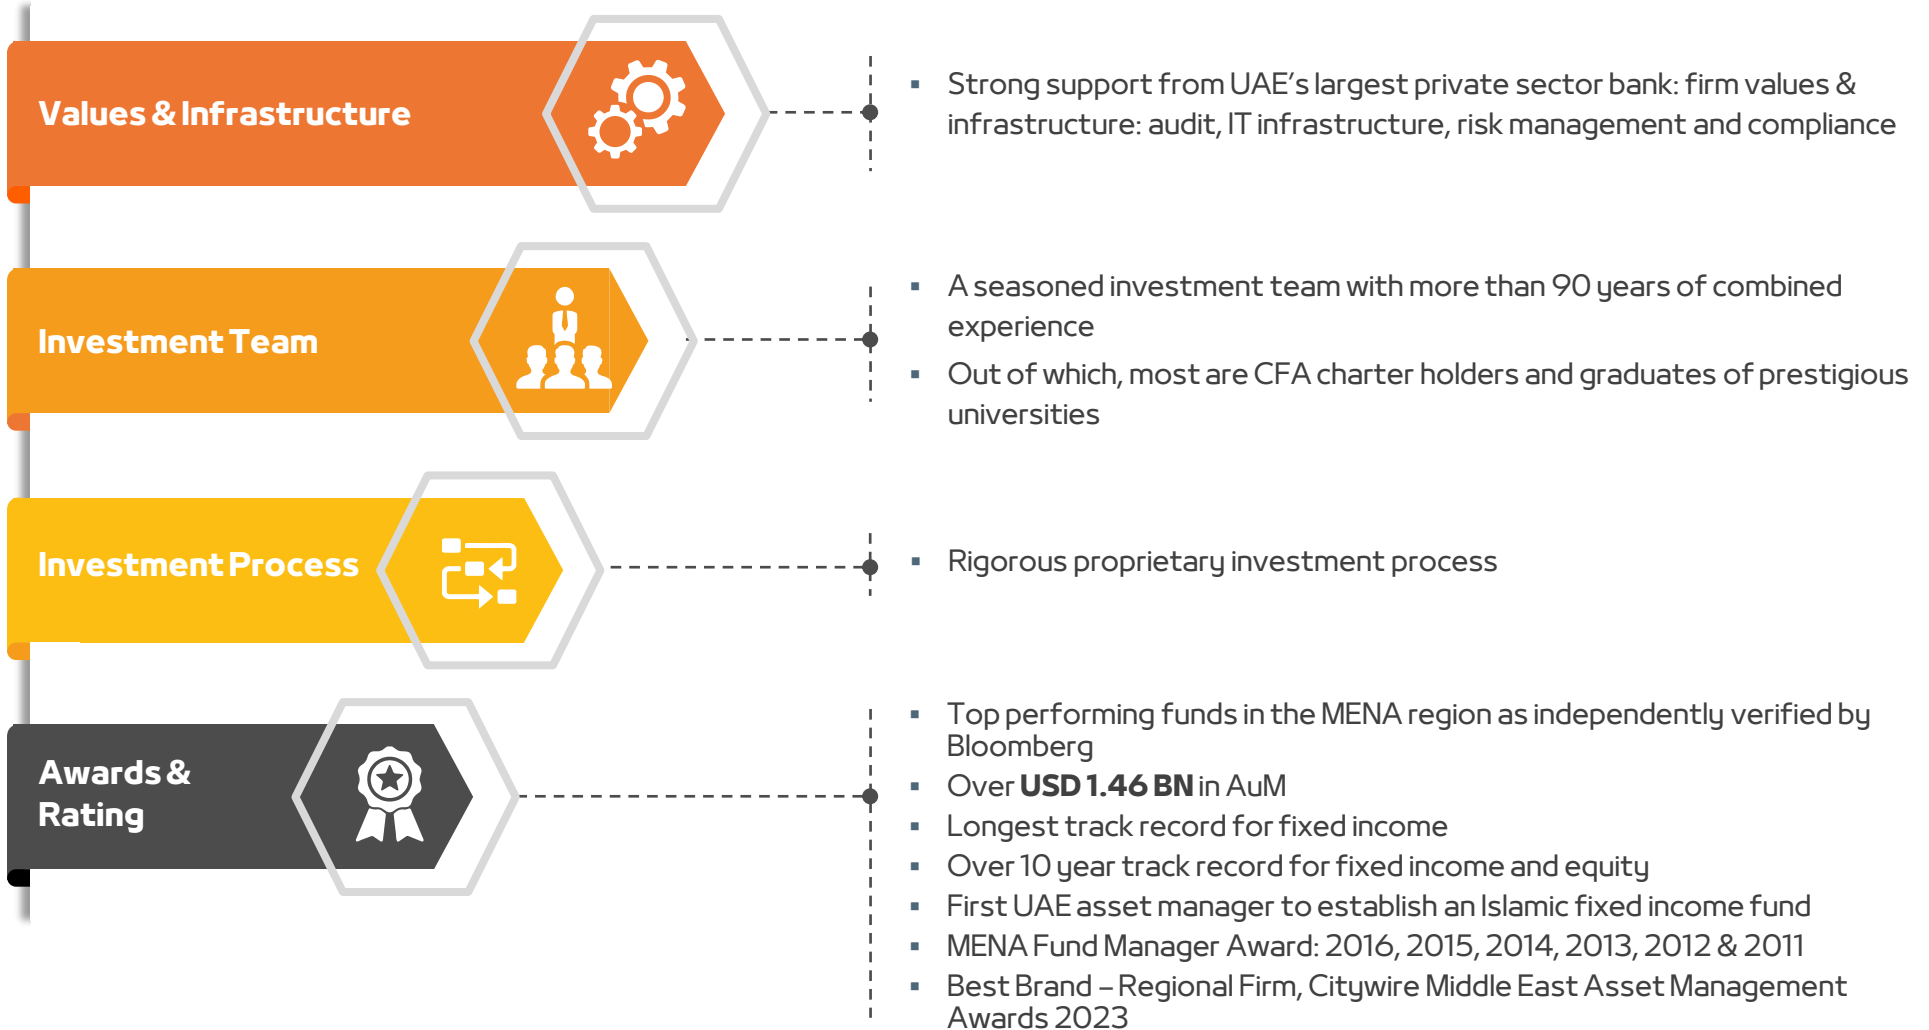 Values & Infrastructure
▪ Strong support from UAE's largest private sector bank: firm values &
infrastructure: audit, IT infrastructure, risk management and compliance
Investment Team
▪ A seasoned investment team with more than 90 years of combined
experience
▪ Out of which, most are CFA charter holders and graduates of prestigious
universities
Investment Process
▪ Rigorous proprietary investment process
Awards &
Rating
▪ Top performing funds in the MENA region as independently verified by
Bloomberg
▪ Over USD 1.46 BN in AuM
▪ Longest track record for fixed income
▪ Over 10 year track record for fixed income and equity
▪ First UAE asset manager to establish an Islamic fixed income fund
▪ MENA Fund Manager Award: 2016, 2015, 2014, 2013, 2012 & 2011
▪ Best Brand – Regional Firm, Citywire Middle East Asset Management
Awards 2023